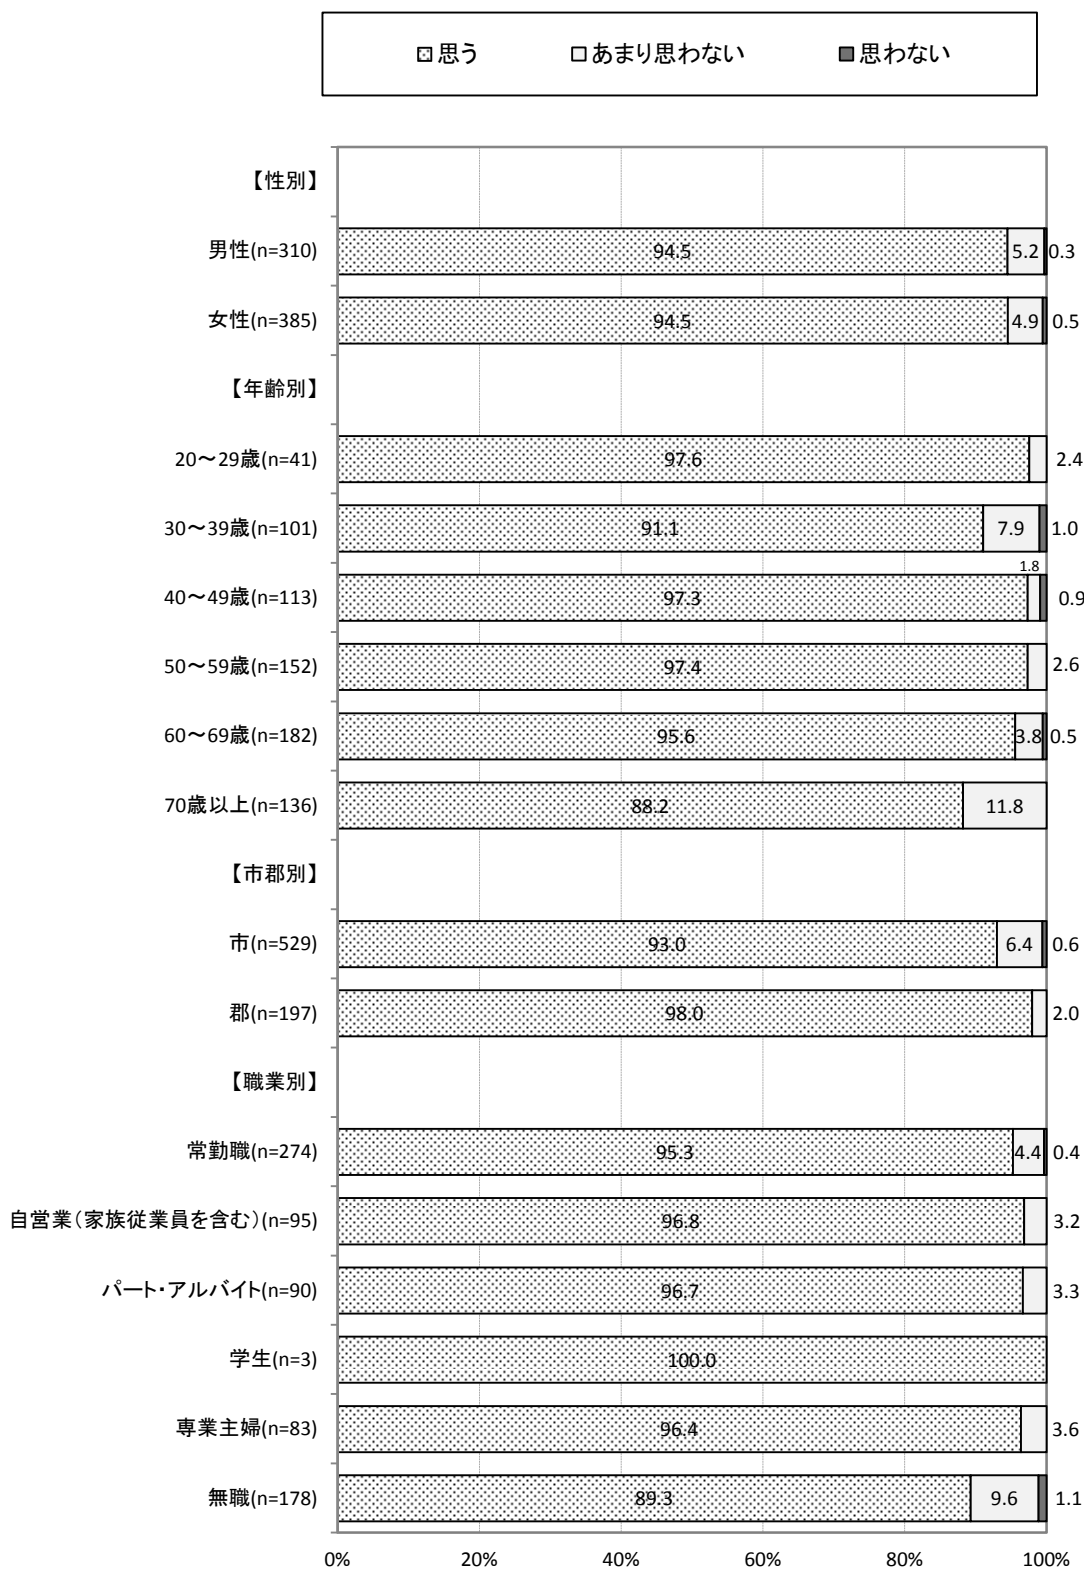 思う あまり思わない 思わない
【性別】
男性(n=310) 94.5 5.2 0.3
女性(n=385) 94.5 4.9 0.5
【年齢別】
20～29歳(n=41) 97.6 2.4
30～39歳(n=101) 91.1 7.9 1.0
1.8
40～49歳(n=113) 97.3 0.9
50～59歳(n=152) 97.4 2.6
60～69歳(n=182) 95.6 3.8 0.5
70歳以上(n=136) 88.2 11.8
【市郡別】
市(n=529) 93.0 6.4 0.6
郡(n=197) 98.0 2.0
【職業別】
常勤職(n=274) 95.3 4.4 0.4
自営業(家族従業員を含む)(n=95) 96.8 3.2
パート・アルバイト(n=90) 96.7 3.3
学生(n=3) 100.0
専業主婦(n=83) 96.4 3.6
無職(n=178) 89.3 9.6 1.1
0% 20% 40% 60% 80% 100%